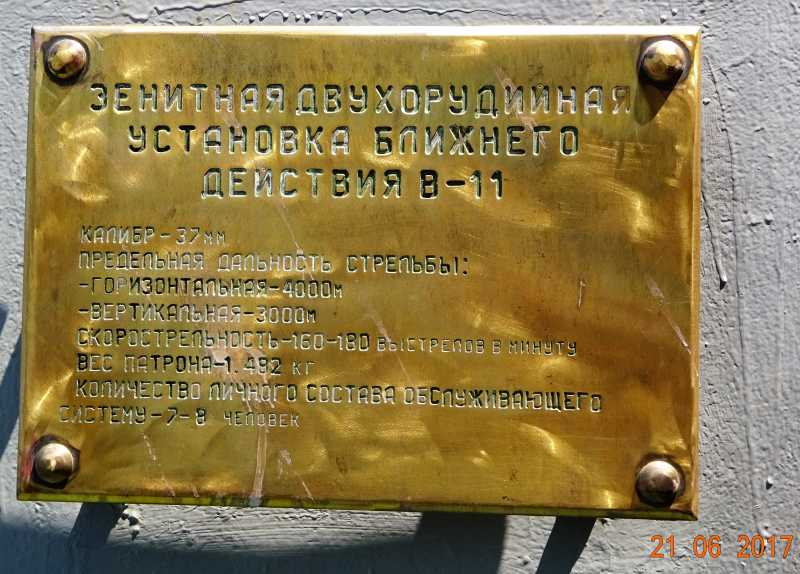 ЗЕНИТНАЯ ДВУХОРУДИЙНАЯ
УСТАНОВКА БЛИЖНЕГО
ДЕЙСТВИЯ В-11
КАЛИБР-37мм
ПРЕДЕЛЬНАЯ ДАЛЬНОСТЬ СТРЕЛЬБЫ:
-ГОРИЗОНТАЛЬНАЯ-4000м
-ВЕРТИКАЛЬНАЯ-3000м
СКОРОСТРЕЛЬНОСТЬ-160-180 ВЫСТРЕЛОВ В МИНУТУ
ВЕС ПАТРОНА-1.492 КГ
КОЛИЧЕСТВО ЛИЧНОГО СОСТАВА ОБСЛУЖИВАЮЩЕГО
СИСТЕМУ-7-8 ЧЕЛОВЕК
21 06 2017